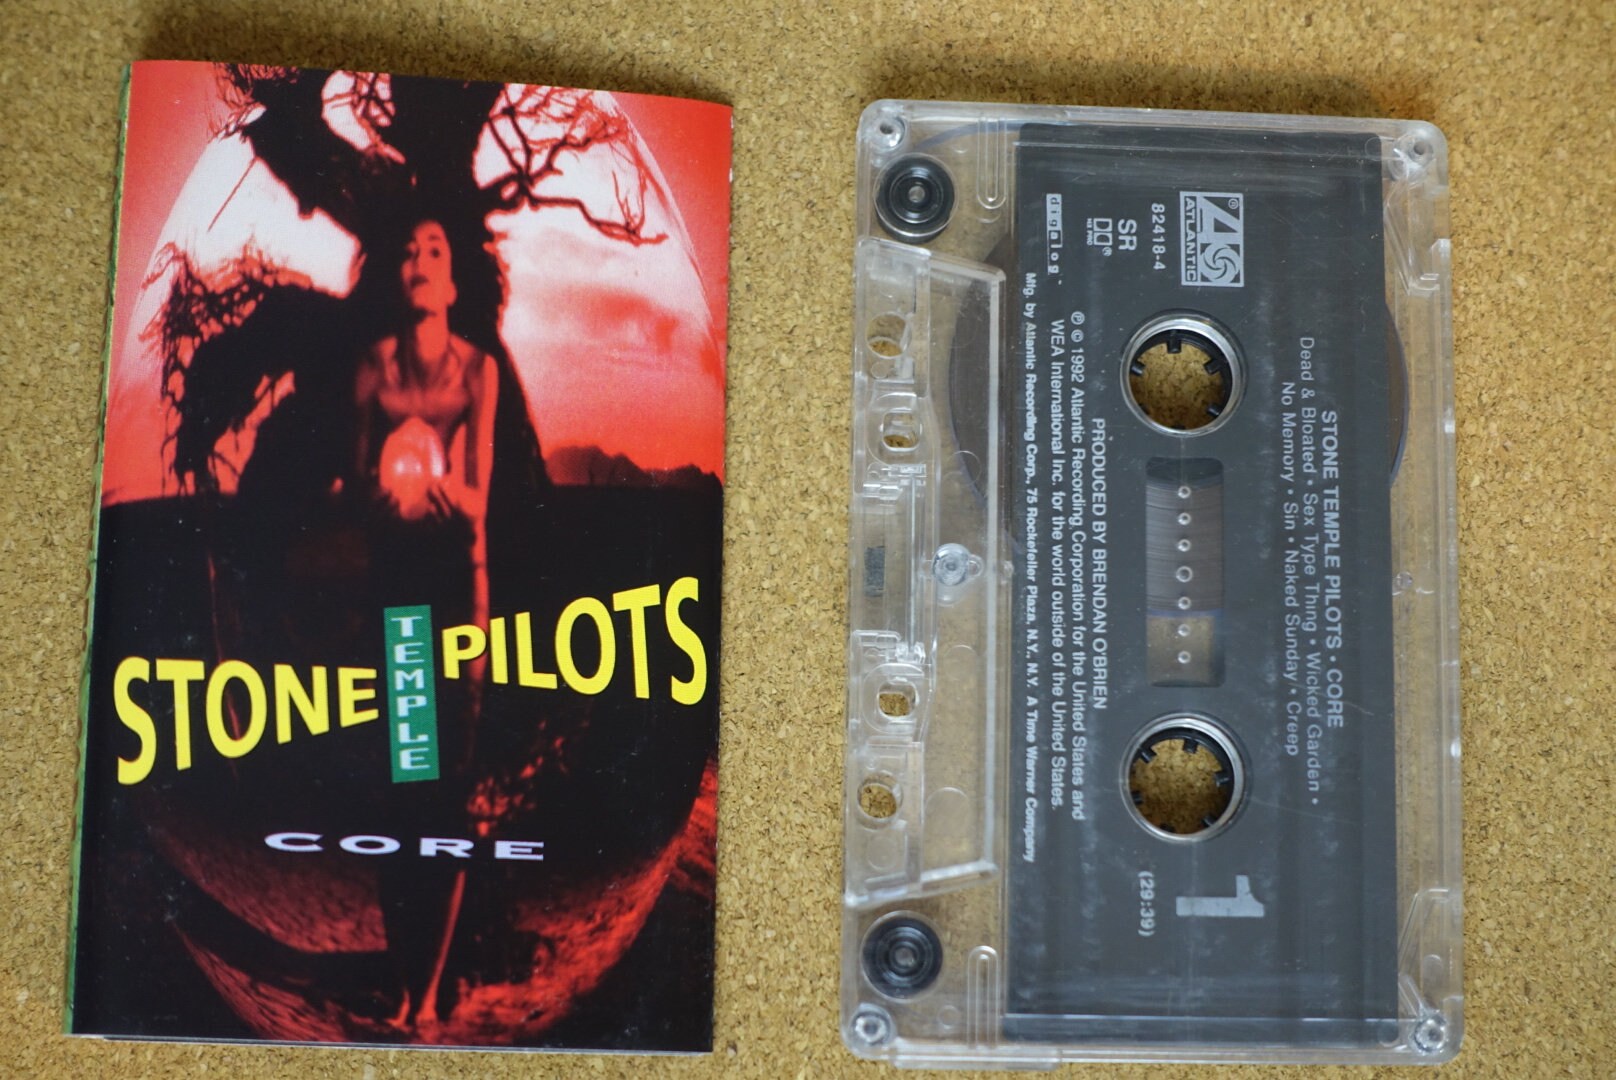 STONE
TEMPLE
PILOTS
CORE
STONE TEMPLE PILOTS • CORE
Dead & Bloated • Sex Type Thing • Wicked Garden •
No Memory • Sin • Naked Sunday • Creep
®
ATLANTIC
82418-4
SR
HX PRO
®
digalog
1
(29:39)
PRODUCED BY BRENDAN O'BRIEN
℗ © 1992 Atlantic Recording Corporation for the United States and
WEA International Inc. for the world outside of the United States.
Mfg. by Atlantic Recording Corp., 75 Rockefeller Plaza, N.Y., N.Y. A Time Warner Company